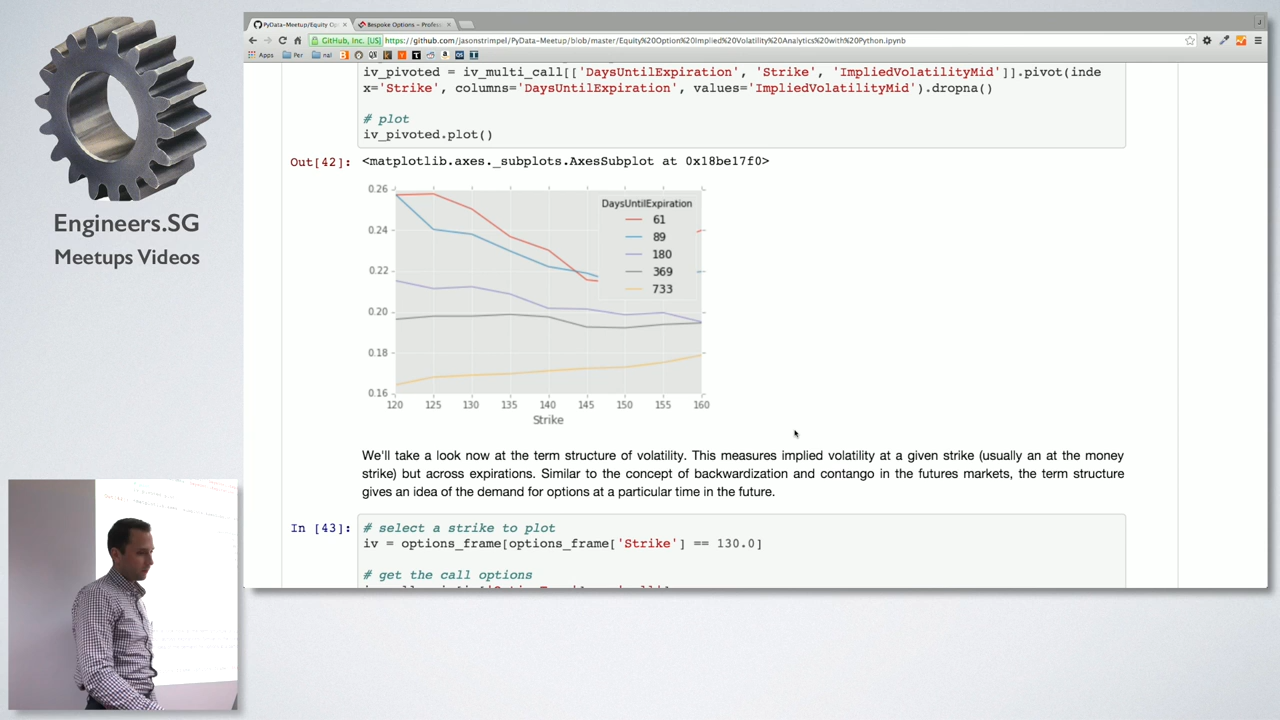 Engineers.SG
Meetups Videos
PyData-Meetup/Equity Op
Bespoke Options – Profess
GitHub, Inc. [US] https://github.com/jasonstrimpel/PyData-Meetup/blob/master/Equity%20Option%20Implied%20Volatility%20Analytics%20with%20Python.ipynb
Apps Per nal
iv_pivoted = iv_multi_call[['DaysUntilExpiration', 'Strike', 'ImpliedVolatilityMid']].pivot(inde
x='Strike', columns='DaysUntilExpiration', values='ImpliedVolatilityMid').dropna()
# plot
iv_pivoted.plot()
Out[42]: <matplotlib.axes._subplots.AxesSubplot at 0x18be17f0>
0.26
0.24
0.22
0.20
0.18
0.16
DaysUntilExpiration
61
89
180
369
733
120 125 130 135 140 145 150 155 160
Strike
We'll take a look now at the term structure of volatility. This measures implied volatility at a given strike (usually an at the money
strike) but across expirations. Similar to the concept of backwardization and contango in the futures markets, the term structure
gives an idea of the demand for options at a particular time in the future.
In [43]: # select a strike to plot
iv = options_frame[options_frame['Strike'] == 130.0]
# get the call options